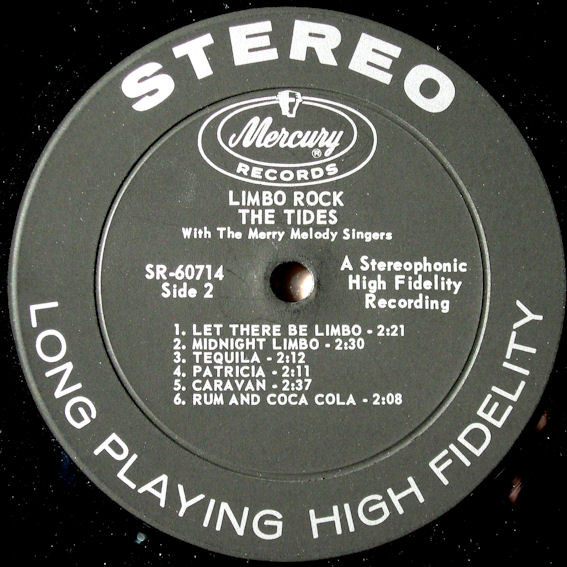 STEREO
Mercury
®
RECORDS
LIMBO ROCK
THE TIDES
With The Merry Melody Singers
SR-60714
Side 2
A Stereophonic
High Fidelity
Recording
1. LET THERE BE LIMBO - 2:21
2. MIDNIGHT LIMBO - 2:30
3. TEQUILA - 2:12
4. PATRICIA - 2:11
5. CARAVAN - 2:37
6. RUM AND COCA COLA - 2:08
LONG PLAYING HIGH FIDELITY